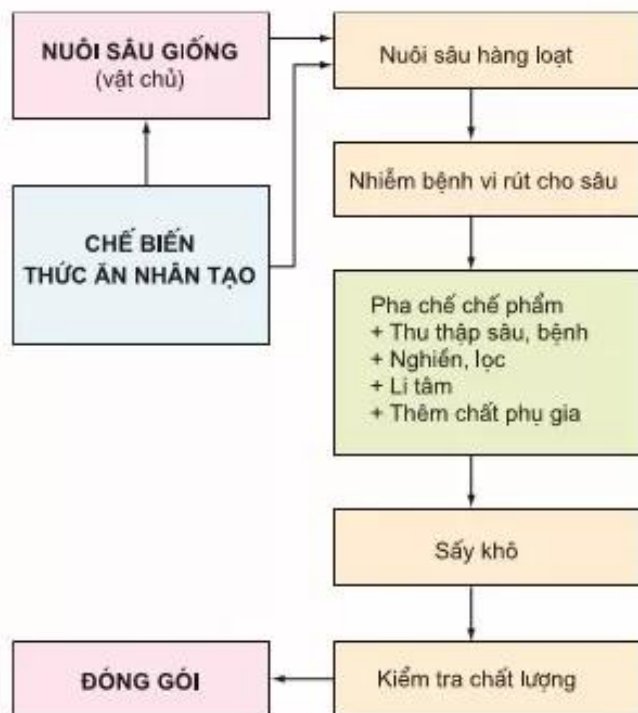 NUÔI SÂU GIỐNG
(vật chủ)
Nuôi sâu hàng loạt
CHẾ BIẾN
THỨC ĂN NHÂN TẠO
Nhiễm bệnh vi rút cho sâu
Pha chế chế phẩm
+ Thu thập sâu, bệnh
+ Nghiền, lọc
+ Li tâm
+ Thêm chất phụ gia
Sấy khô
Kiểm tra chất lượng
ĐÓNG GÓI